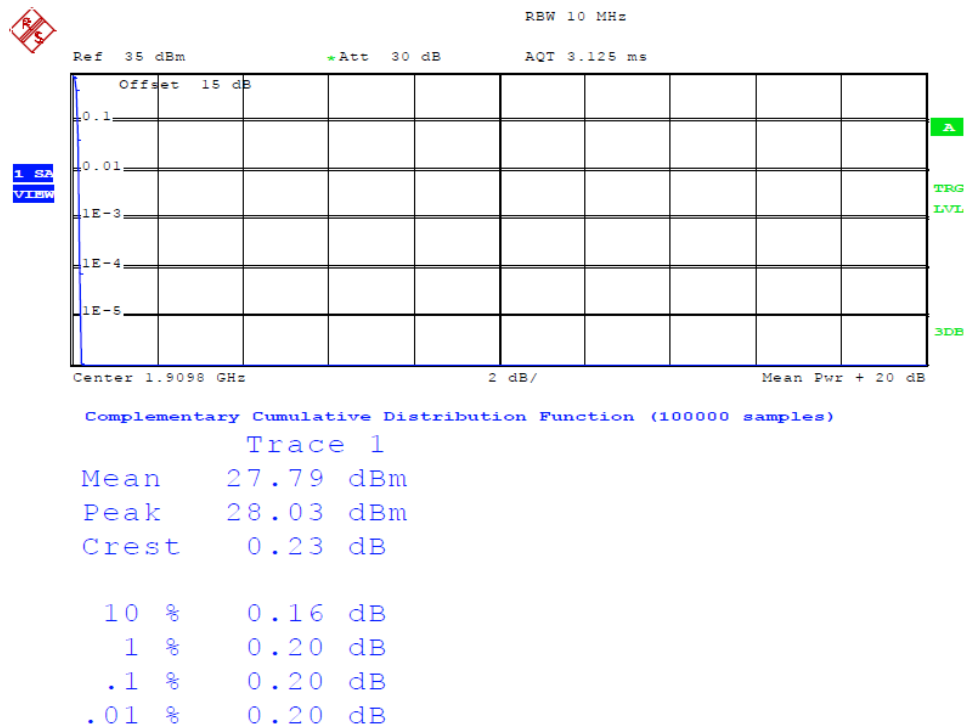 RBW 10 MHz
R&S
Ref 35 dBm *Att 30 dB AQT 3.125 ms
Offset 15 dB
0.1
A
0.01
1 SA
VIEW
TRG
LVL
1E-3
1E-4
1E-5
3DB
Center 1.9098 GHz 2 dB/ Mean Pwr + 20 dB
Complementary Cumulative Distribution Function (100000 samples)
Trace 1
Mean 27.79 dBm
Peak 28.03 dBm
Crest 0.23 dB
10 % 0.16 dB
1 % 0.20 dB
.1 % 0.20 dB
.01 % 0.20 dB